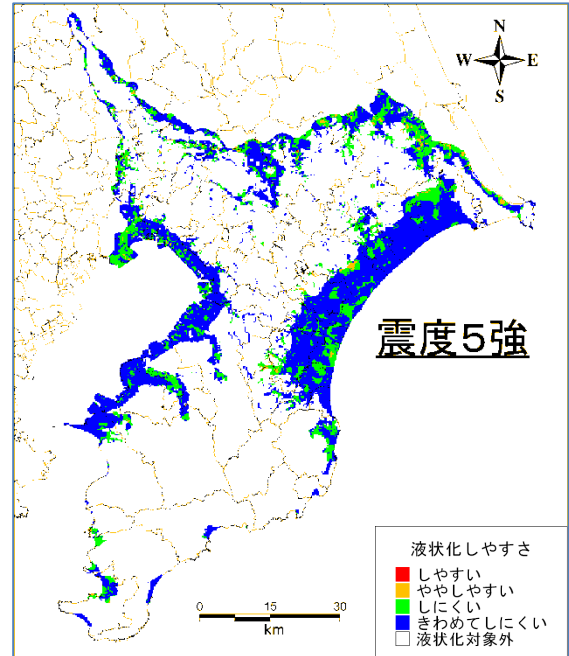 N
W E
S
震度5強
液状化しやすさ
しやすい
ややしやすい
しにくい
きわめてしにくい
液状化対象外
0 15 30
km